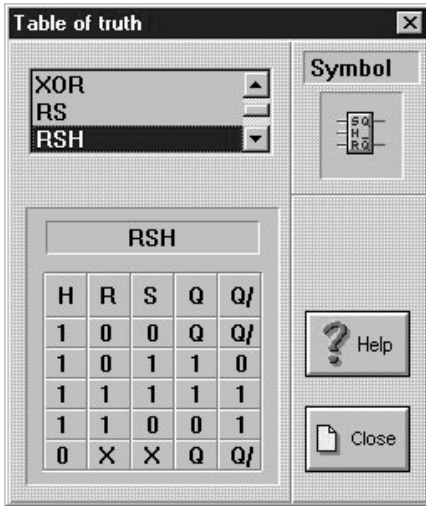 Table of truth
XOR
RS
RSH
Symbol
S Q
H _
R Q
RSH
H R S Q Q/
1 0 0 Q Q/
1 0 1 1 0
1 1 1 1 1
1 1 0 0 1
0 X X Q Q/
Help
Close